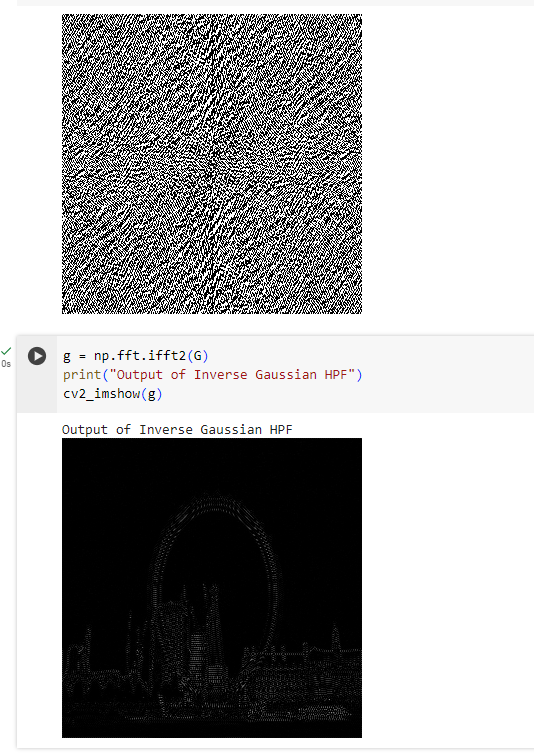 0s
g = np.fft.ifft2(G)
print("Output of Inverse Gaussian HPF")
cv2_imshow(g)
Output of Inverse Gaussian HPF